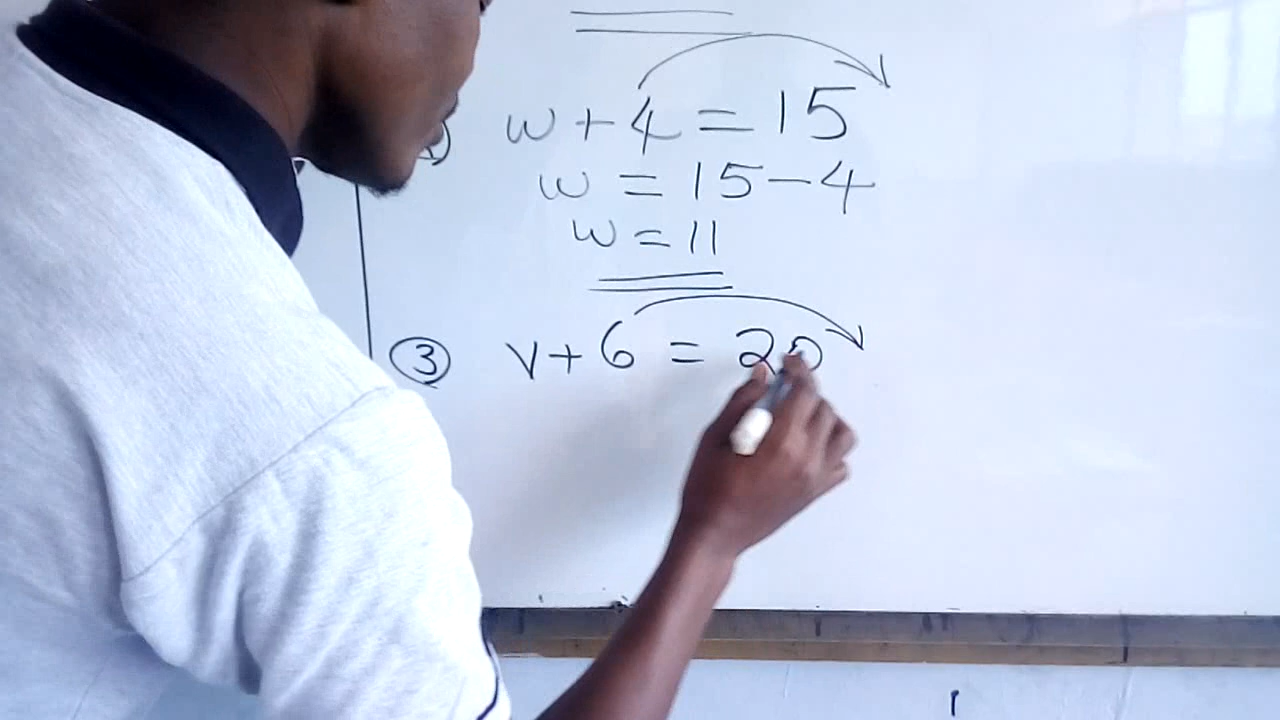 w + 4 = 15
w = 15 - 4
w = 11
③ v + 6 = 20